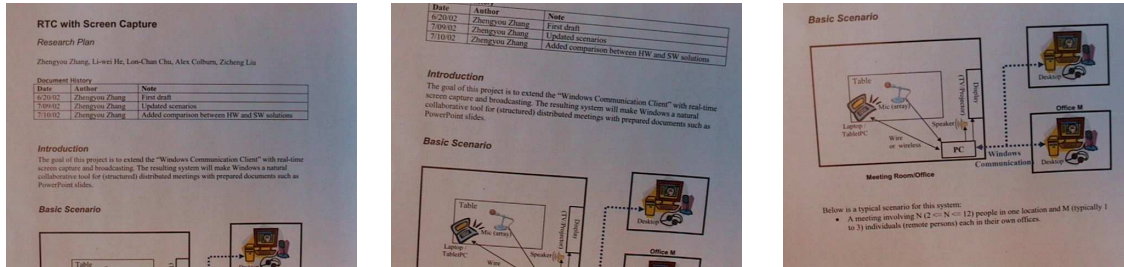 RTC with Screen Capture
Research Plan
Zhengyou Zhang, Li-wei He, Lon-Chan Chu, Alex Colburn, Zicheng Liu
Document History
Date Author Note
6/20/02 Zhengyou Zhang First draft
7/09/02 Zhengyou Zhang Updated scenarios
7/10/02 Zhengyou Zhang Added comparison between HW and SW solutions
Introduction
The goal of this project is to extend the “Windows Communication Client” with real-time
screen capture and broadcasting. The resulting system will make Windows a natural
collaborative tool for (structured) distributed meetings with prepared documents such as
PowerPoint slides.
Basic Scenario
Table
Date Author Note
6/20/02 Zhengyou Zhang First draft
7/09/02 Zhengyou Zhang Updated scenarios
7/10/02 Zhengyou Zhang Added comparison between HW and SW solutions
Introduction
The goal of this project is to extend the “Windows Communication Client” with real-time
screen capture and broadcasting. The resulting system will make Windows a natural
collaborative tool for (structured) distributed meetings with prepared documents such as
PowerPoint slides.
Basic Scenario
Table
Mic (array)
Display
(TV/Projector)
Desktop
Laptop /
TabletPC
Speaker
Wire
Office M
Basic Scenario
Table
Mic (array)
Display
(TV/Projector)
Desktop
Office M
Laptop /
TabletPC
Speaker
Wire
or wireless
PC
Windows
Communication
Desktop
Meeting Room/Office
Below is a typical scenario for this system:
• A meeting involving N (2 <= N <= 12) people in one location and M (typically 1
to 3) individuals (remote persons) each in their own offices.